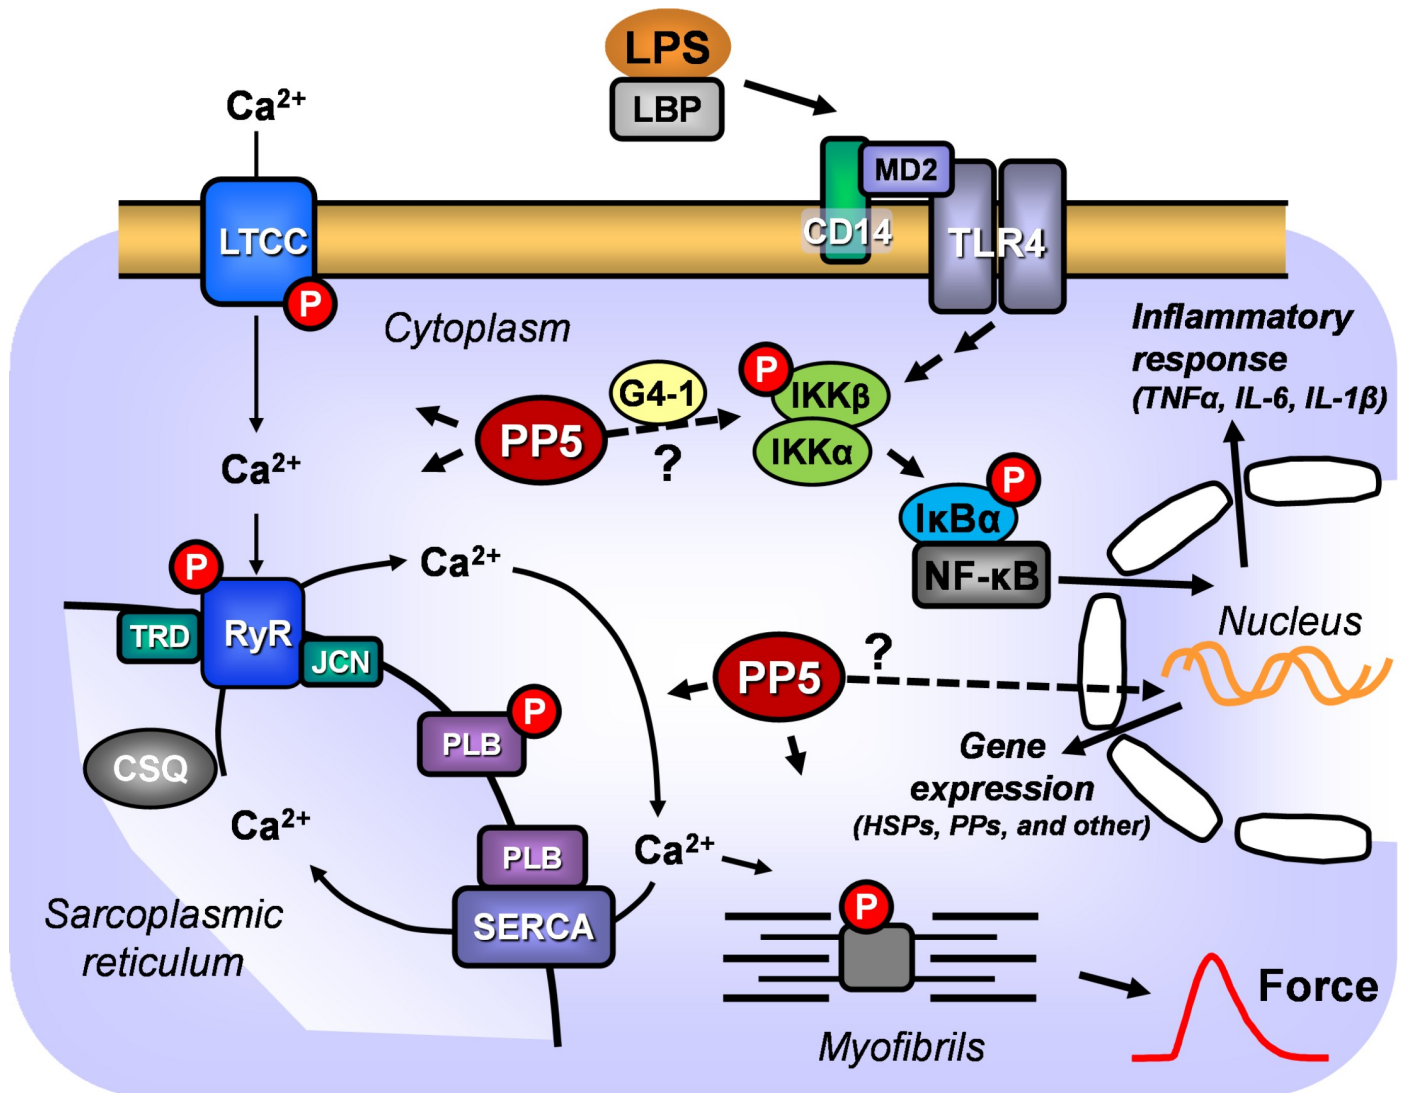 LPS
LBP
Ca²⁺
MD2
CD14
TLR4
LTCC
P
Cytoplasm
Inflammatory
response
(TNFα, IL-6, IL-1β)
G4-1
P
IKKβ
PP5
?
IKKα
Ca²⁺
P
IκBα
NF-κB
P
Ca²⁺
TRD
RyR
JCN
Nucleus
PP5
?
P
PLB
CSQ
Gene
expression
(HSPs, PPs, and other)
Ca²⁺
PLB
Ca²⁺
SERCA
P
Sarcoplasmic
reticulum
Force
Myofibrils